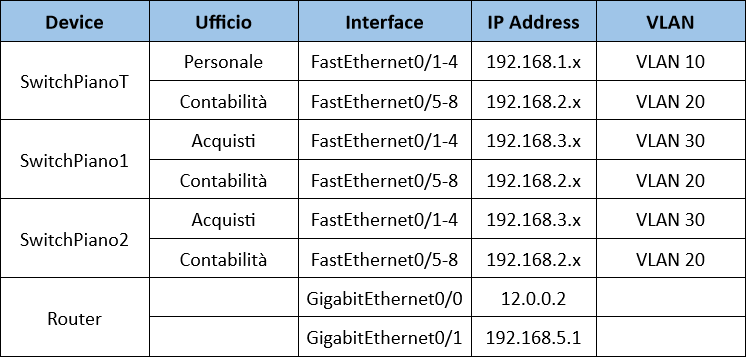 Device Ufficio Interface IP Address VLAN
SwitchPianoT Personale FastEthernet0/1-4 192.168.1.x VLAN 10
Contabilità FastEthernet0/5-8 192.168.2.x VLAN 20
SwitchPiano1 Acquisti FastEthernet0/1-4 192.168.3.x VLAN 30
Contabilità FastEthernet0/5-8 192.168.2.x VLAN 20
SwitchPiano2 Acquisti FastEthernet0/1-4 192.168.3.x VLAN 30
Contabilità FastEthernet0/5-8 192.168.2.x VLAN 20
Router GigabitEthernet0/0 12.0.0.2
GigabitEthernet0/1 192.168.5.1